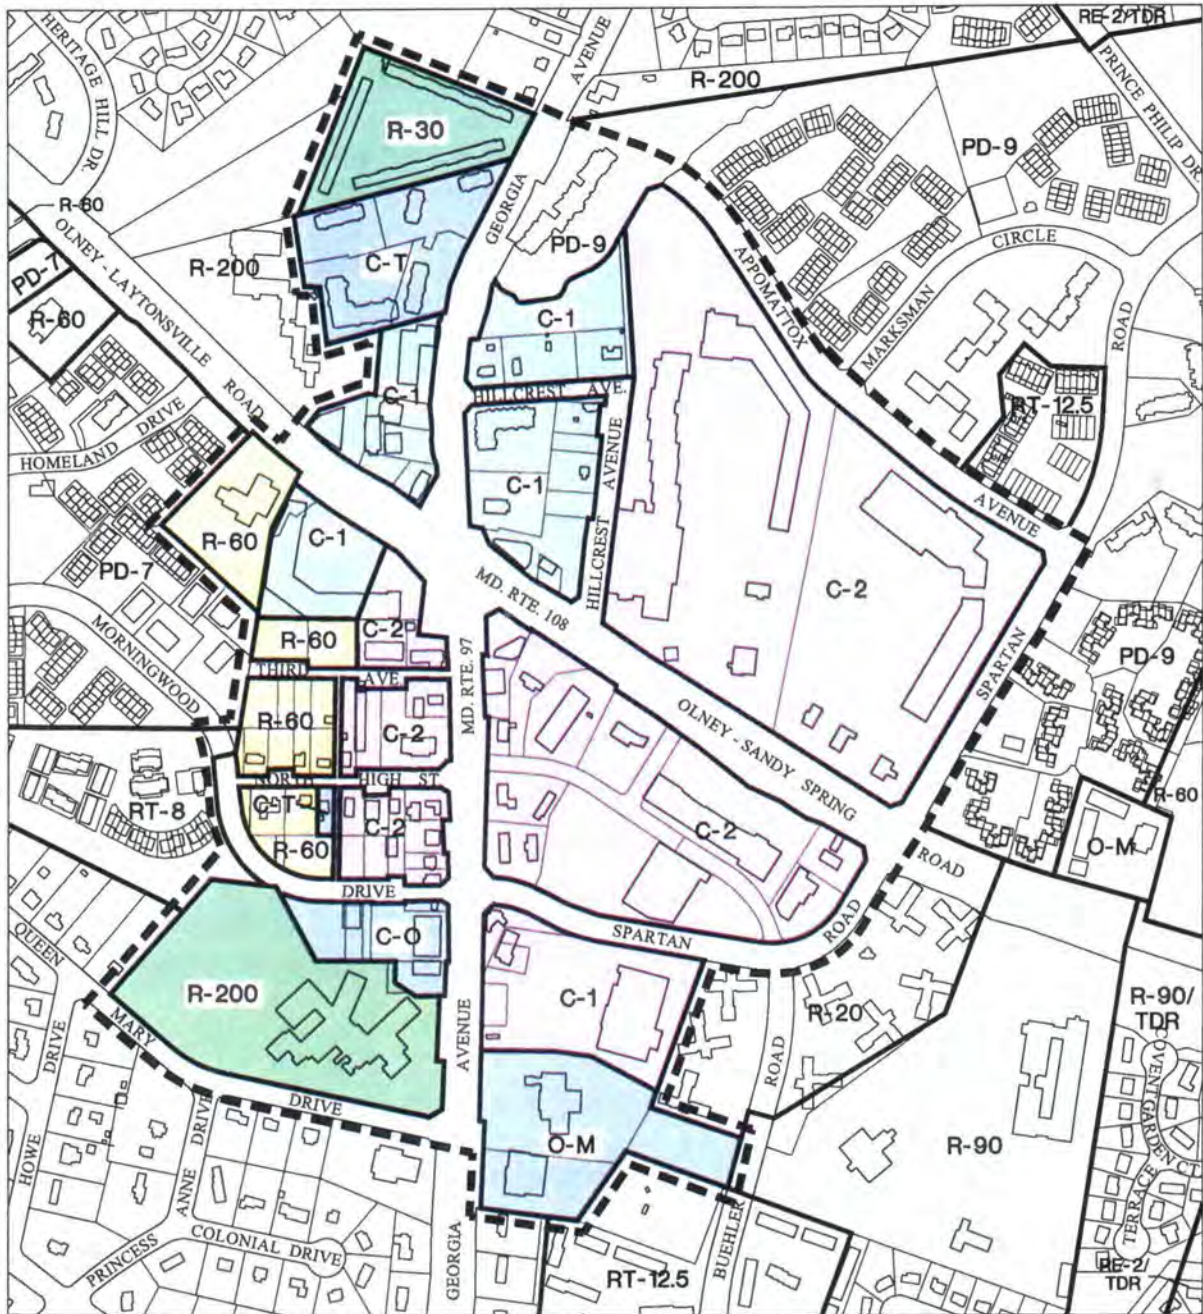 HERITAGE HILL DR.
AVENUE
RE-2/TDR
R-200
PRINCE PHILIP DR.
R-30
PD-9
R-60
GEORGIA
OLNEY - LAYTONSVILLE ROAD
PD-9
CIRCLE
R-200
C-T
APPOMATTOX
MARKSMAN
ROAD
PD-7
R-60
C-1
HILLCREST AVE.
C-1
RT-12.5
HOMELAND DRIVE
AVENUE
C-1
AVENUE
R-60
C-1
HILLCREST
PD-7
MD. RTE. 108
C-2
MORNINGWOOD
R-60
C-2
SPARTAN
PD-9
THIRD AVE
MD. RTE. 97
R-60
C-2
OLNEY - SANDY SPRING
NORTH HIGH ST.
RT-8
C-T
C-2
C-2
R-60
O-M
R-60
ROAD
ROAD
DRIVE
SPARTAN
ROAD
C-O
QUEEN
R-200
C-1
R-20
R-90/
TDR
MARY
DRIVE
AVENUE
ROAD
DRIVE
O-M
R-90
HOWE
DRIVE
ANNE
PRINCESS
COLONIAL DRIVE
GEORGIA
RT-12.5
BUEHLER
TERRACE
RE-2/
TDR